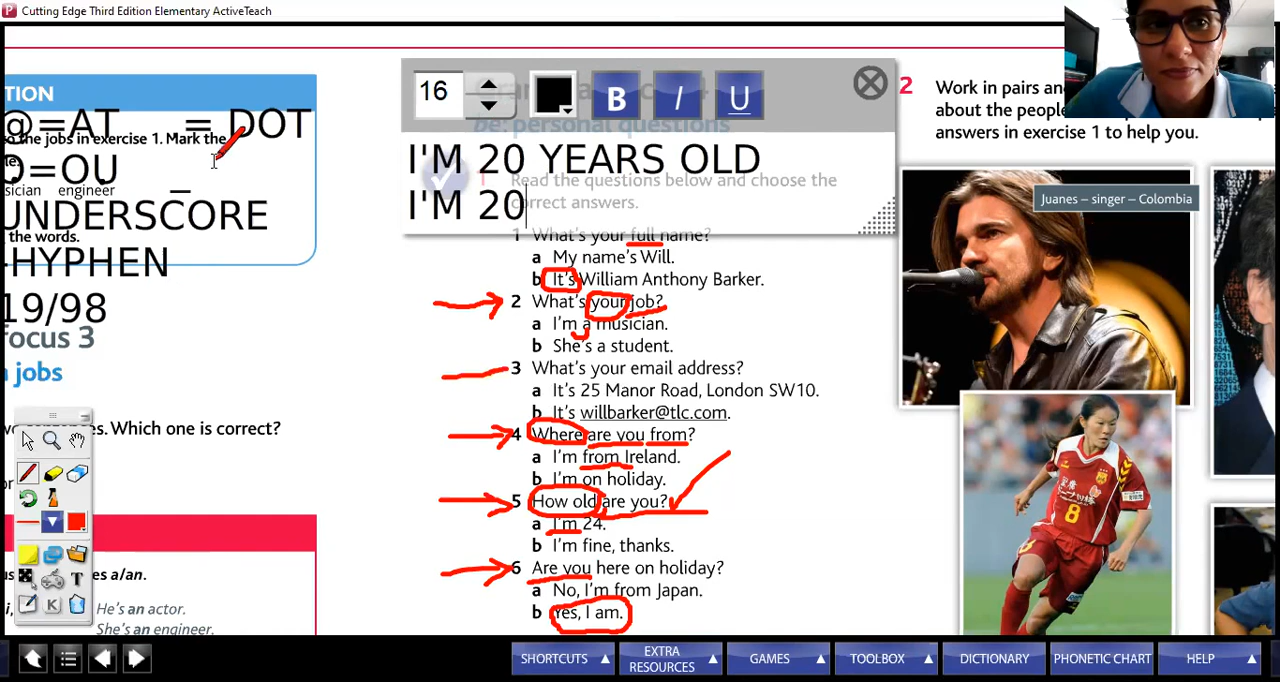 Cutting Edge Third Edition Elementary ActiveTeach
TION
@=AT = DOT
o the jobs in exercise 1. Mark the
O=OU _
sician engineer
UNDERSCORE
the words.
-HYPHEN
19/98
focus 3
a jobs
es. Which one is correct?
or
es a/an.
He's an actor.
She's an engineer.
16
B I U
be: personal questions
I'M 20 YEARS OLD
I'M 20
1 Read the questions below and choose the
correct answers.
1 What's your full name?
a My name's Will.
b It's William Anthony Barker.
2 What's your job?
a I'm a musician.
b She's a student.
3 What's your email address?
a It's 25 Manor Road, London SW10.
b It's willbarker@tlc.com.
4 Where are you from?
a I'm from Ireland.
b I'm on holiday.
5 How old are you?
a I'm 24.
b I'm fine, thanks.
6 Are you here on holiday?
a No, I'm from Japan.
b Yes, I am.
2 Work in pairs and
about the people
answers in exercise 1 to help you.
Juanes – singer – Colombia
8
T
K
SHORTCUTS
EXTRA
RESOURCES
GAMES
TOOLBOX
DICTIONARY
PHONETIC CHART
HELP